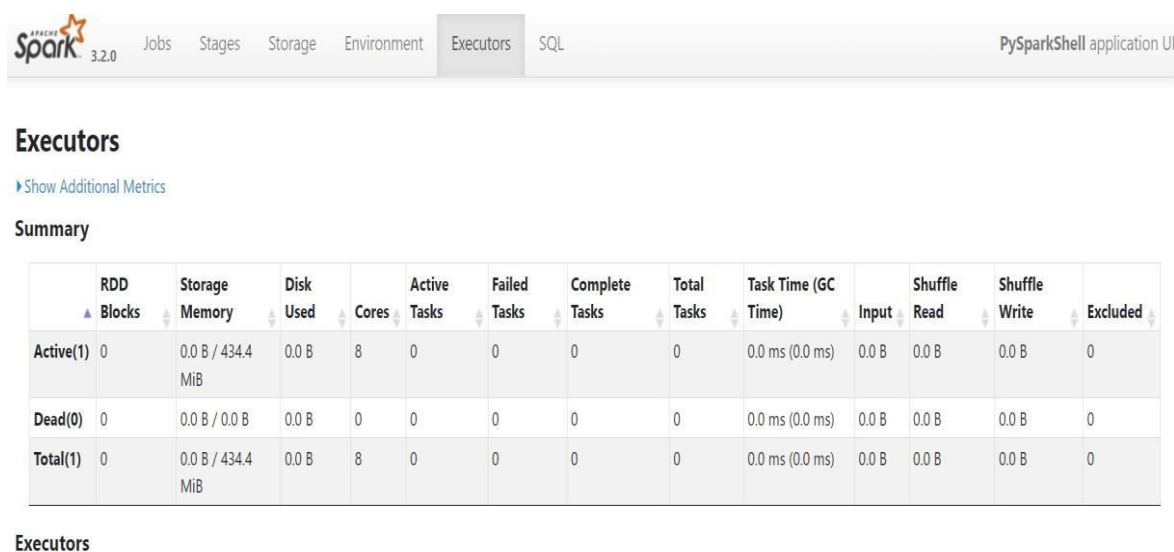 APACHE
Spark 3.2.0 Jobs Stages Storage Environment Executors SQL PySparkShell application UI
Executors
Show Additional Metrics
Summary
RDD Blocks Storage Memory Disk Used Cores Active Tasks Failed Tasks Complete Tasks Total Tasks Task Time (GC Time) Input Shuffle Read Shuffle Write Excluded
Active(1) 0 0.0 B / 434.4 MiB 0.0 B 8 0 0 0 0 0.0 ms (0.0 ms) 0.0 B 0.0 B 0.0 B 0
Dead(0) 0 0.0 B / 0.0 B 0.0 B 0 0 0 0 0 0.0 ms (0.0 ms) 0.0 B 0.0 B 0.0 B 0
Total(1) 0 0.0 B / 434.4 MiB 0.0 B 8 0 0 0 0 0.0 ms (0.0 ms) 0.0 B 0.0 B 0.0 B 0
Executors